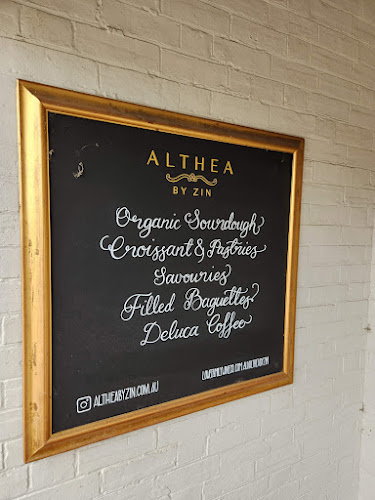 ALTHEA
BY ZIN
Organic Sourdough
Croissant & Pastries
Savouries
Filled Baguettes
Deluca Coffee
ALTHEABYZIN.COM.AU